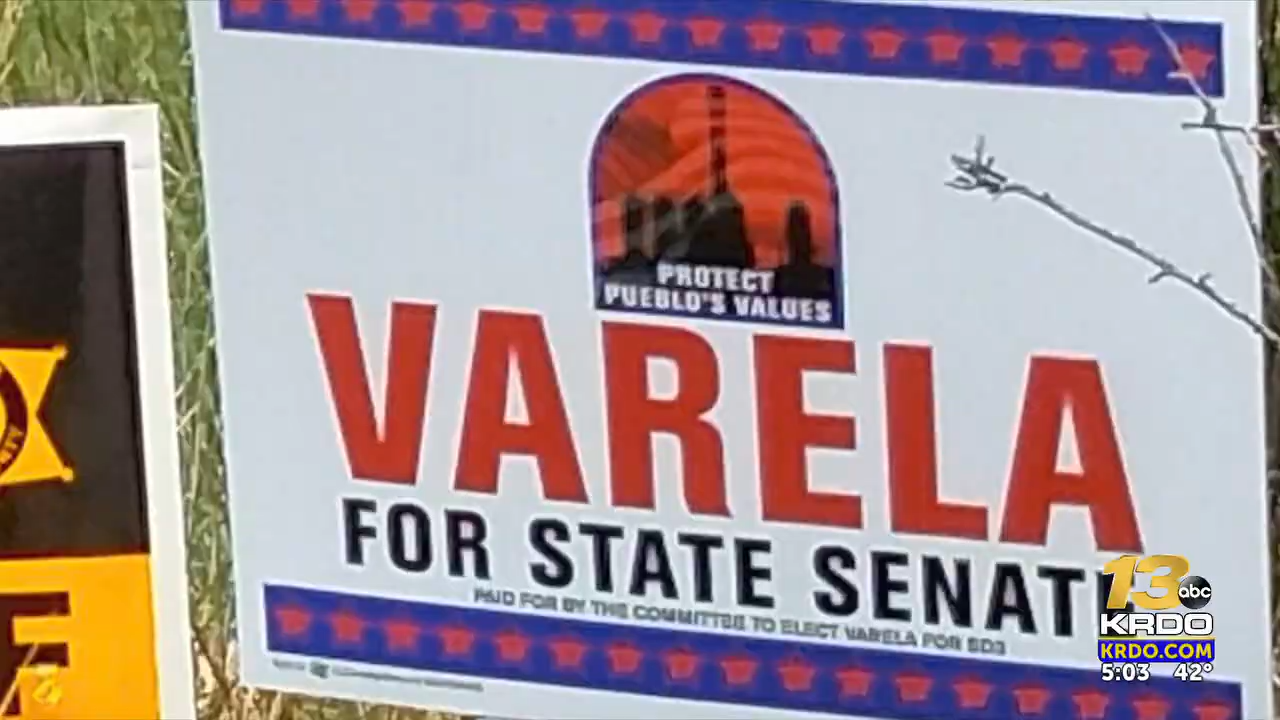 PROTECT
PUEBLO'S VALUES
VARELA
FOR STATE SENAT
PAID FOR BY THE COMMITTEE TO ELECT VARELA FOR SD3
13 abc
KRDO
KRDO.COM
5:03 42°